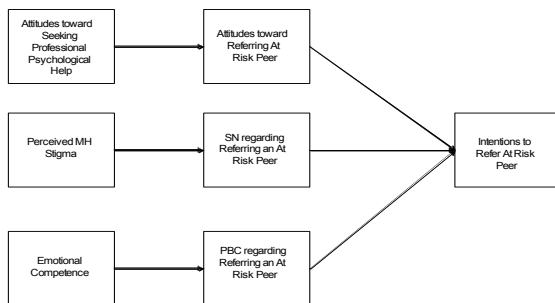 Attitudes toward
Seeking
Professional
Psychological
Help
Attitudes toward
Referring At
Risk Peer
Perceived MH
Stigma
SN regarding
Referring an At
Risk Peer
Intentions to
Refer At Risk
Peer
Emotional
Competence
PBC regarding
Referring an At
Risk Peer